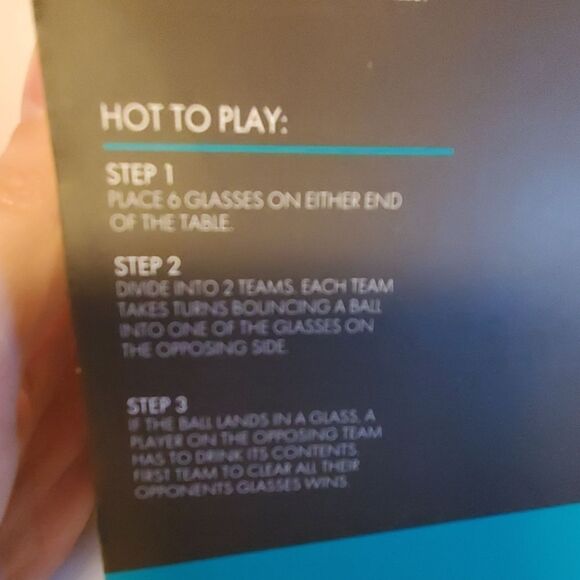 HOT TO PLAY:
STEP 1
PLACE 6 GLASSES ON EITHER END
OF THE TABLE.
STEP 2
DIVIDE INTO 2 TEAMS. EACH TEAM
TAKES TURNS BOUNCING A BALL
INTO ONE OF THE GLASSES ON
THE OPPOSING SIDE.
STEP 3
IF THE BALL LANDS IN A GLASS, A
PLAYER ON THE OPPOSING TEAM
HAS TO DRINK ITS CONTENTS.
FIRST TEAM TO CLEAR ALL THEIR
OPPONENTS GLASSES WINS.